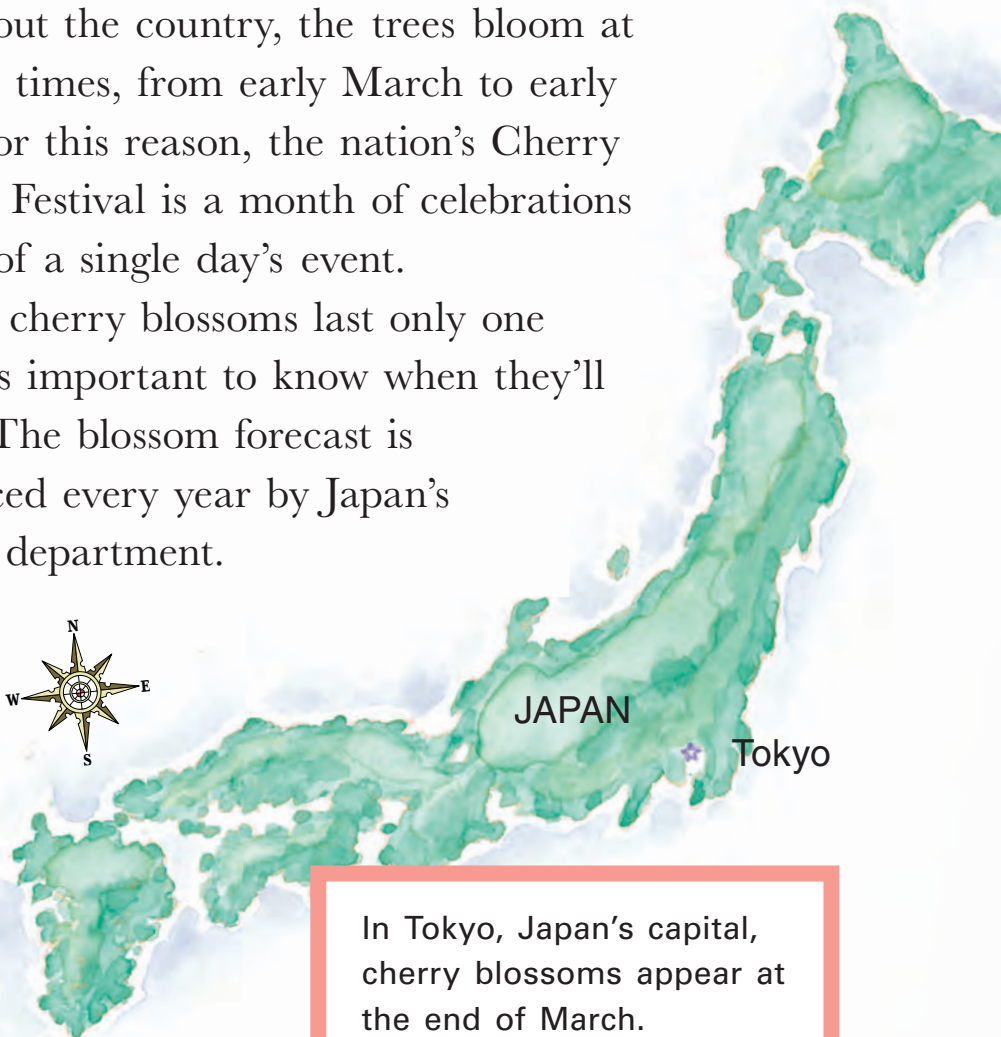 out the country, the trees bloom at
times, from early March to early
or this reason, the nation's Cherry
Festival is a month of celebrations
of a single day's event.
cherry blossoms last only one
s important to know when they'll
The blossom forecast is
ced every year by Japan's
department.
N
W
E
S
JAPAN
Tokyo
In Tokyo, Japan's capital,
cherry blossoms appear at
the end of March.